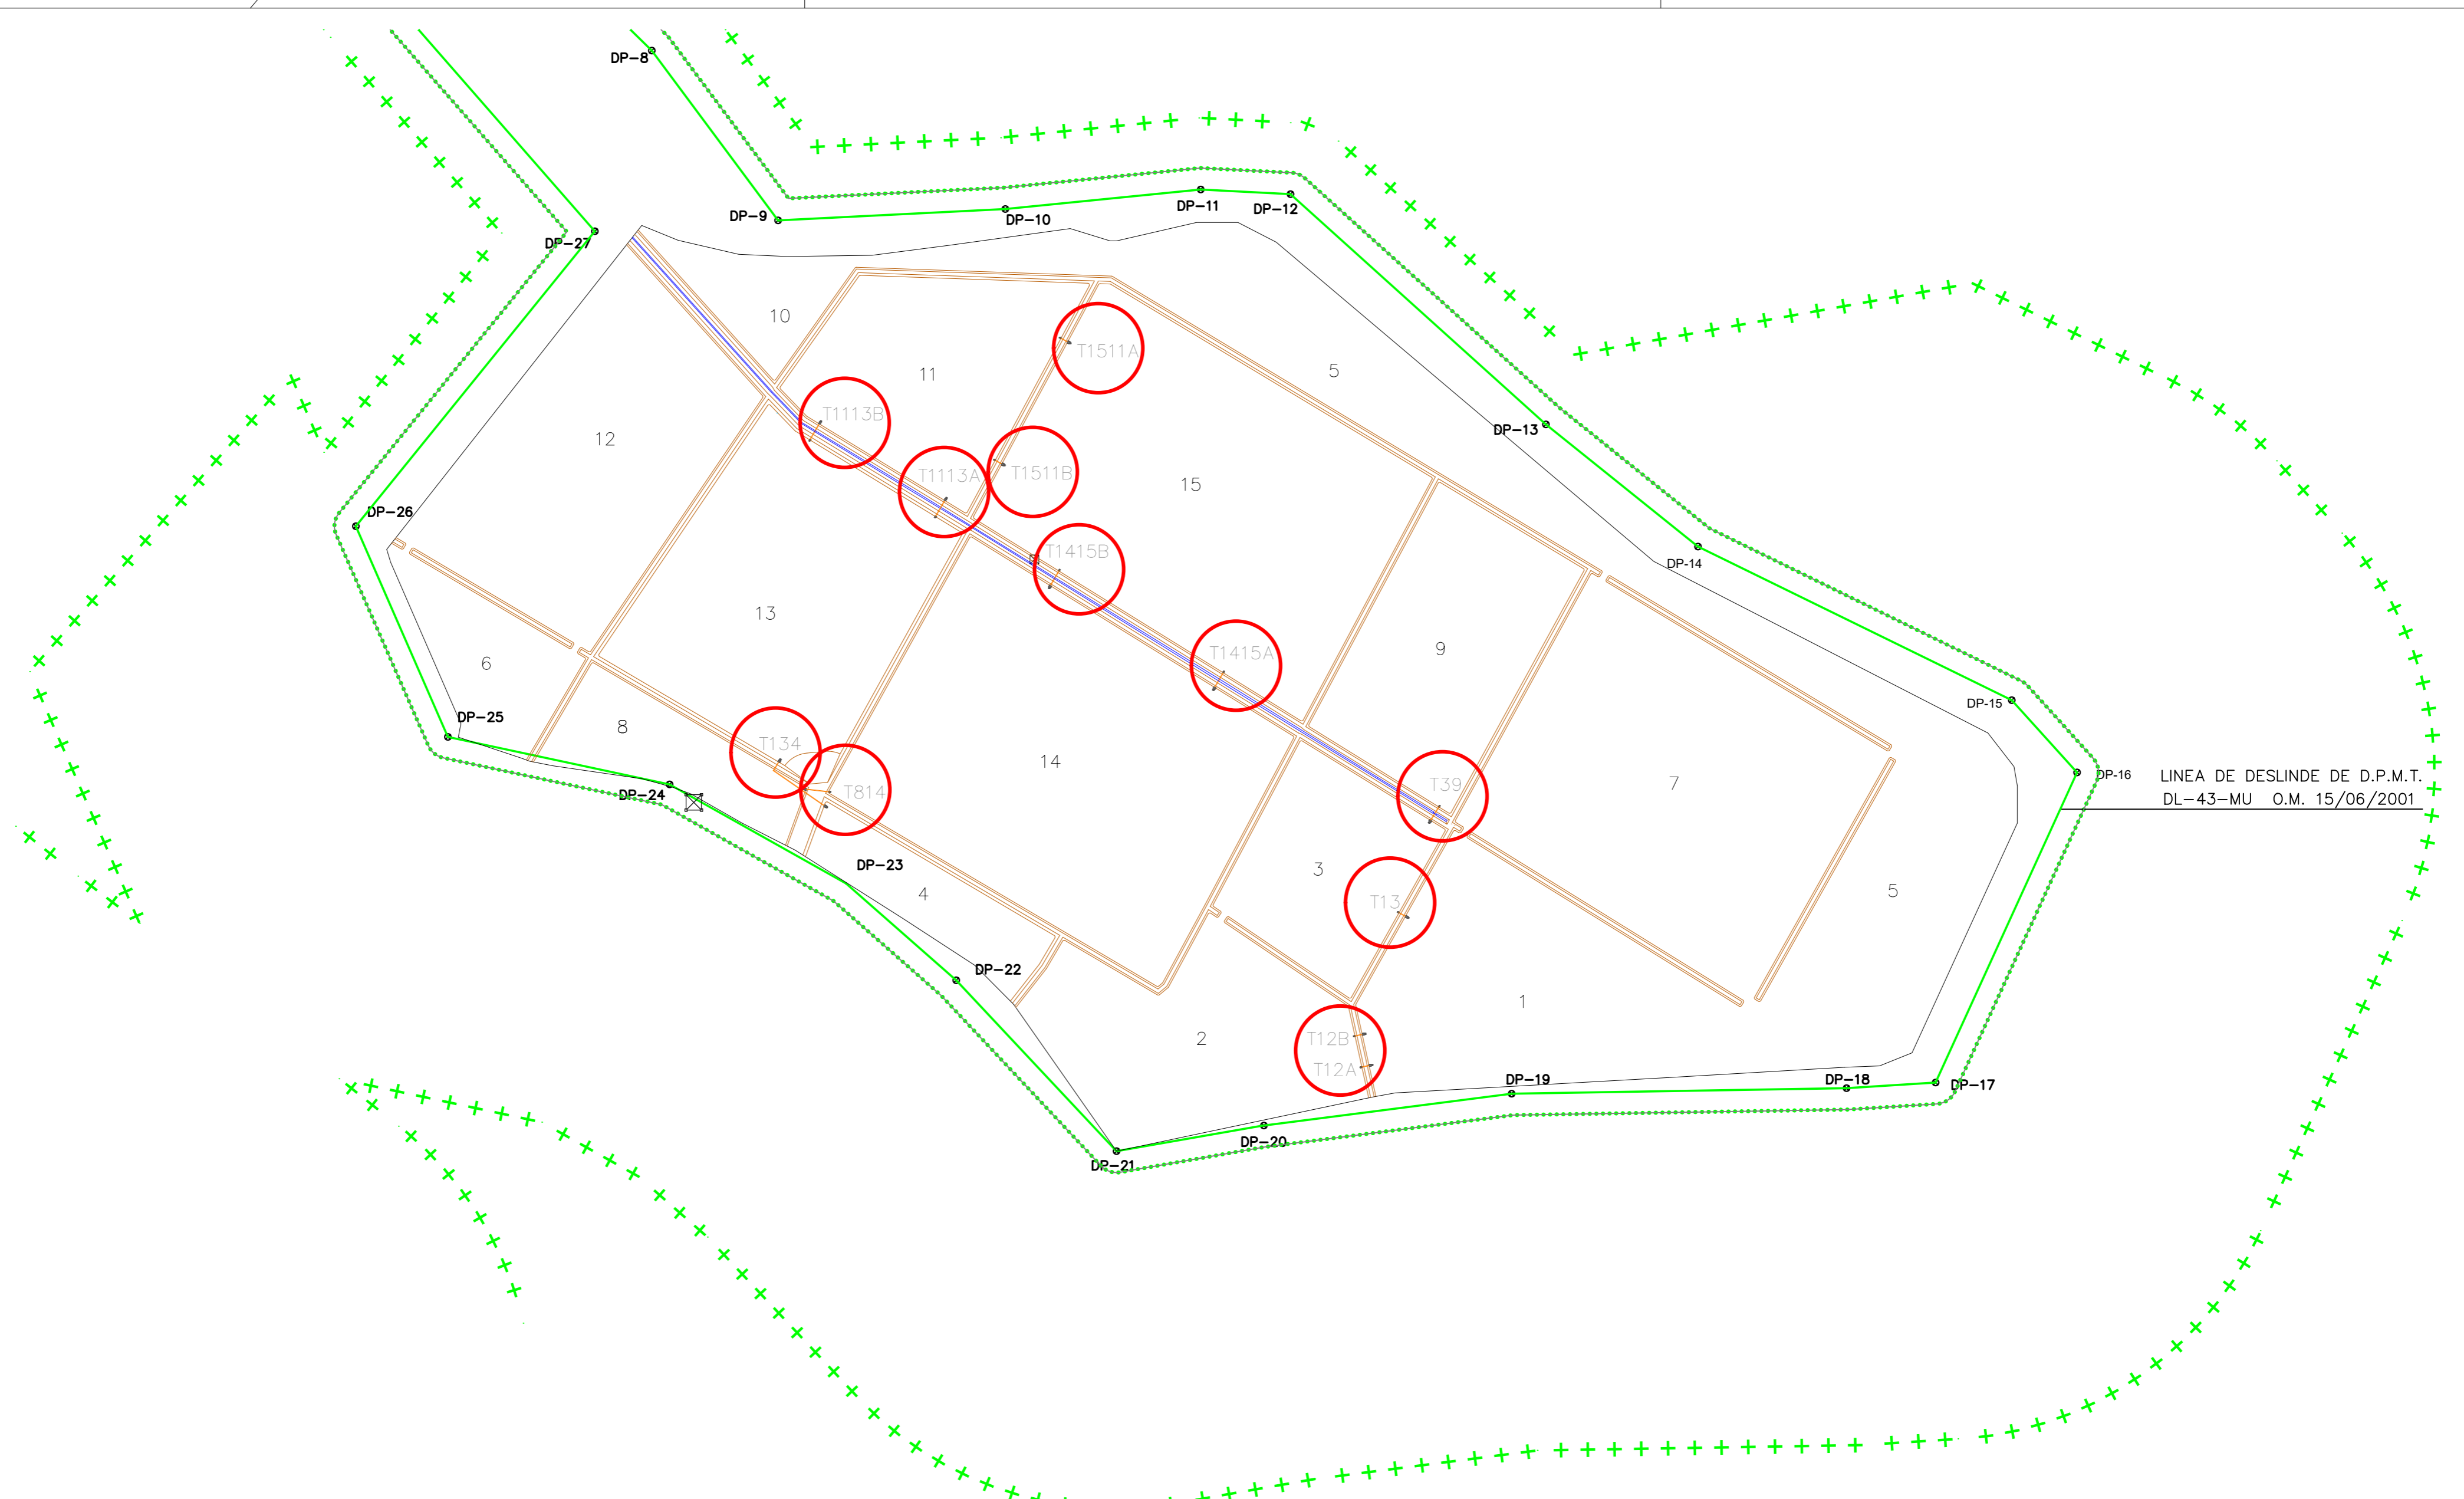 DP-8
DP-9
DP-10
DP-11
DP-12
DP-27
10
T1511A
5
11
T1113B
DP-13
12
T1113A
T1511B
15
DP-26
T1415B
DP-14
13
T1415A
9
6
DP-15
DP-25
8
T134
14
7
DP-16
LINEA DE DESLINDE DE D.P.M.T.
DL-43-MU O.M. 15/06/2001
DP-24
T814
T39
DP-23
3
4
5
T13
DP-22
1
2
T12B
T12A
DP-19
DP-18
DP-17
DP-20
DP-21